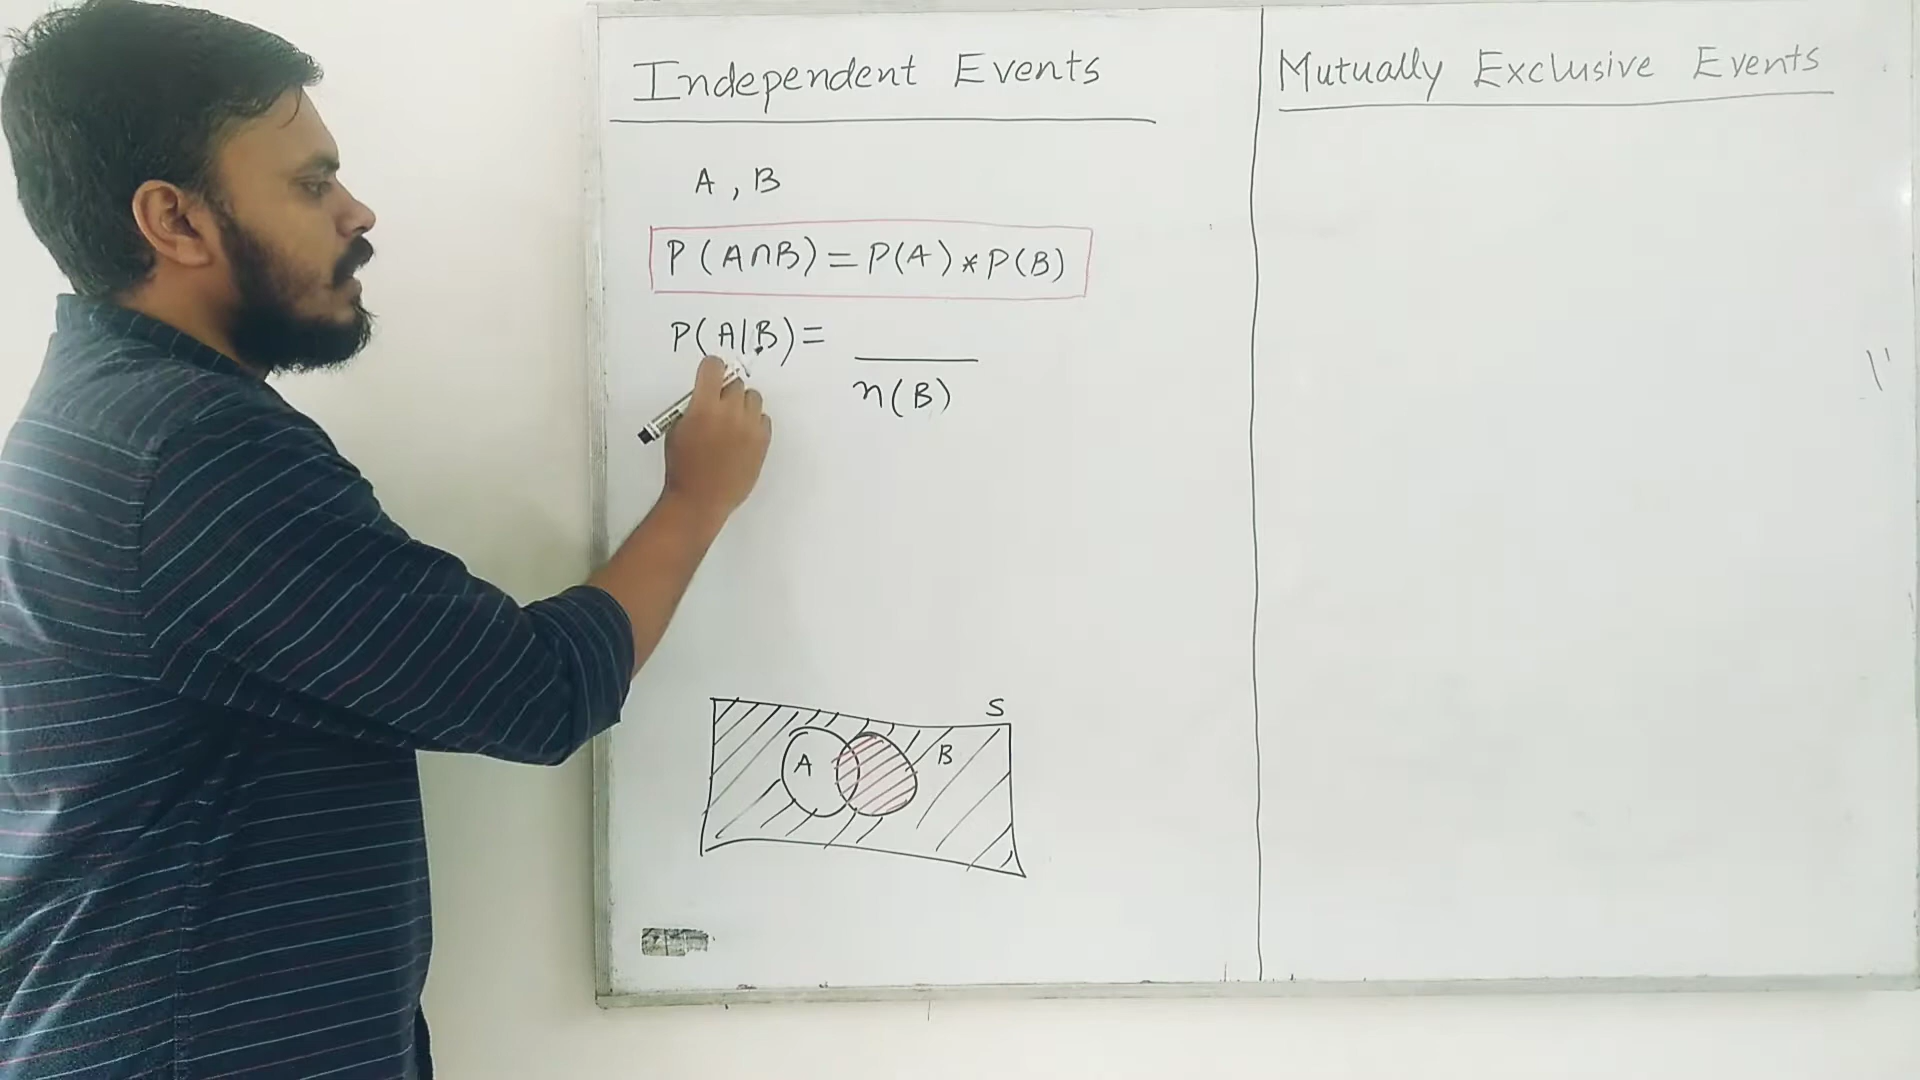 Independent Events
A , B
P (A∩B) = P(A) * P(B)
P(A|B) =
n(B)
S
A
B
Mutually Exclusive Events